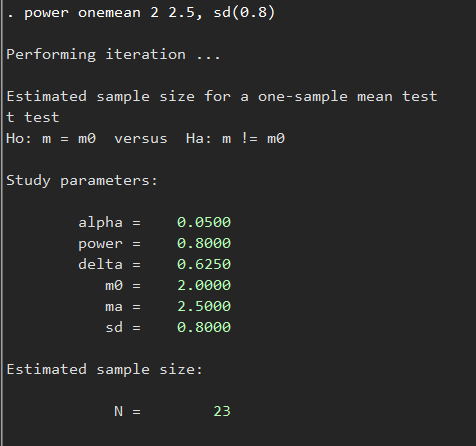 . power onemean 2 2.5, sd(0.8)
Performing iteration ...
Estimated sample size for a one-sample mean test
t test
Ho: m = m0  versus  Ha: m != m0
Study parameters:
alpha =    0.0500
power =    0.8000
delta =    0.6250
m0 =    2.0000
ma =    2.5000
sd =    0.8000
Estimated sample size:
N =        23